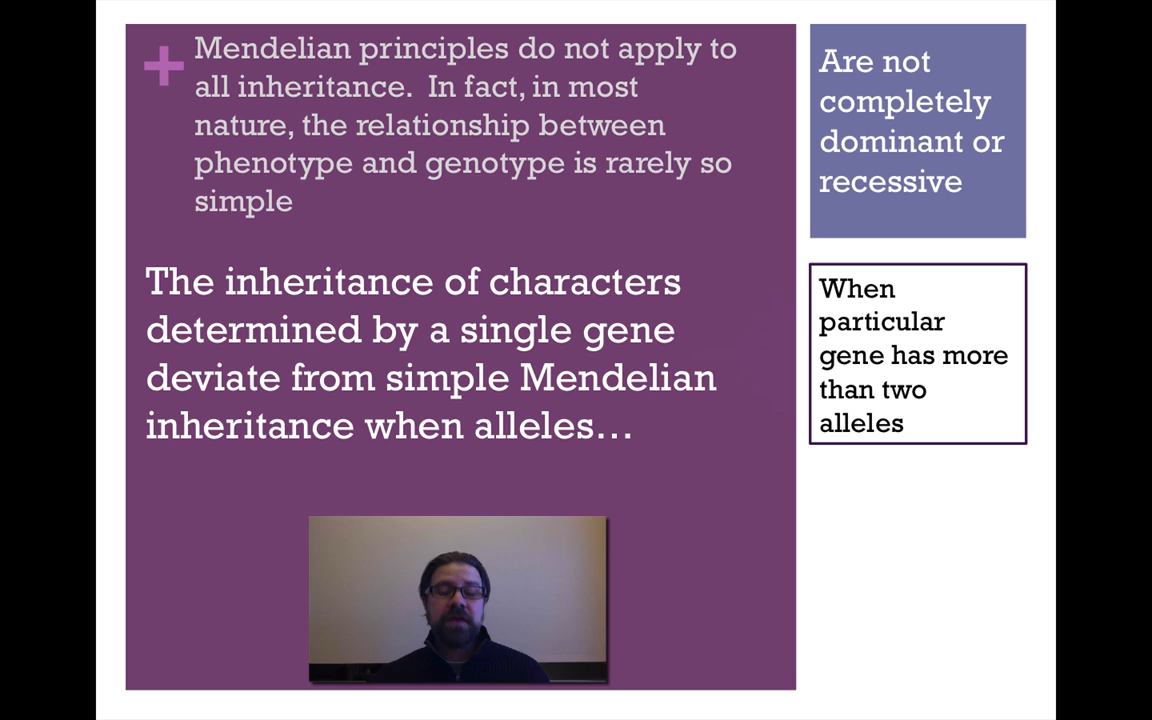 + Mendelian principles do not apply to
all inheritance.  In fact, in most
nature, the relationship between
phenotype and genotype is rarely so
simple
The inheritance of characters
determined by a single gene
deviate from simple Mendelian
inheritance when alleles…
Are not
completely
dominant or
recessive
When
particular
gene has more
than two
alleles